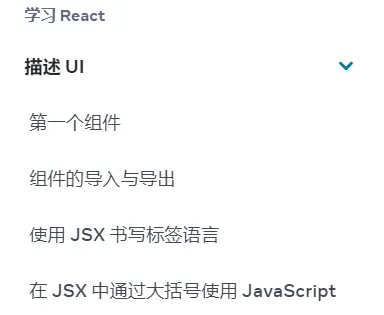 学习 React
描述 UI
第一个组件
组件的导入与导出
使用 JSX 书写标签语言
在 JSX 中通过大括号使用 JavaScript